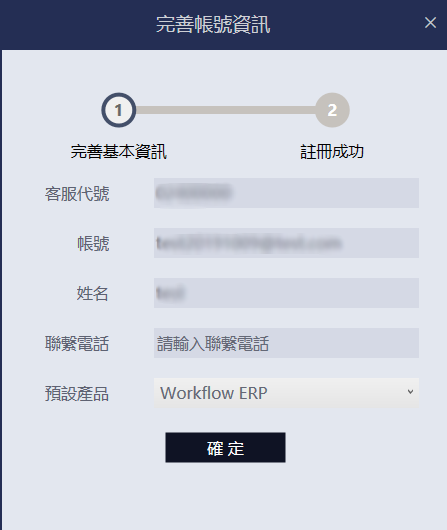 完善帳號資訊
1 2
完善基本資訊 註冊成功
客服代號
帳號
姓名
聯繫電話 請輸入聯繫電話
預設產品 Workflow ERP
確定